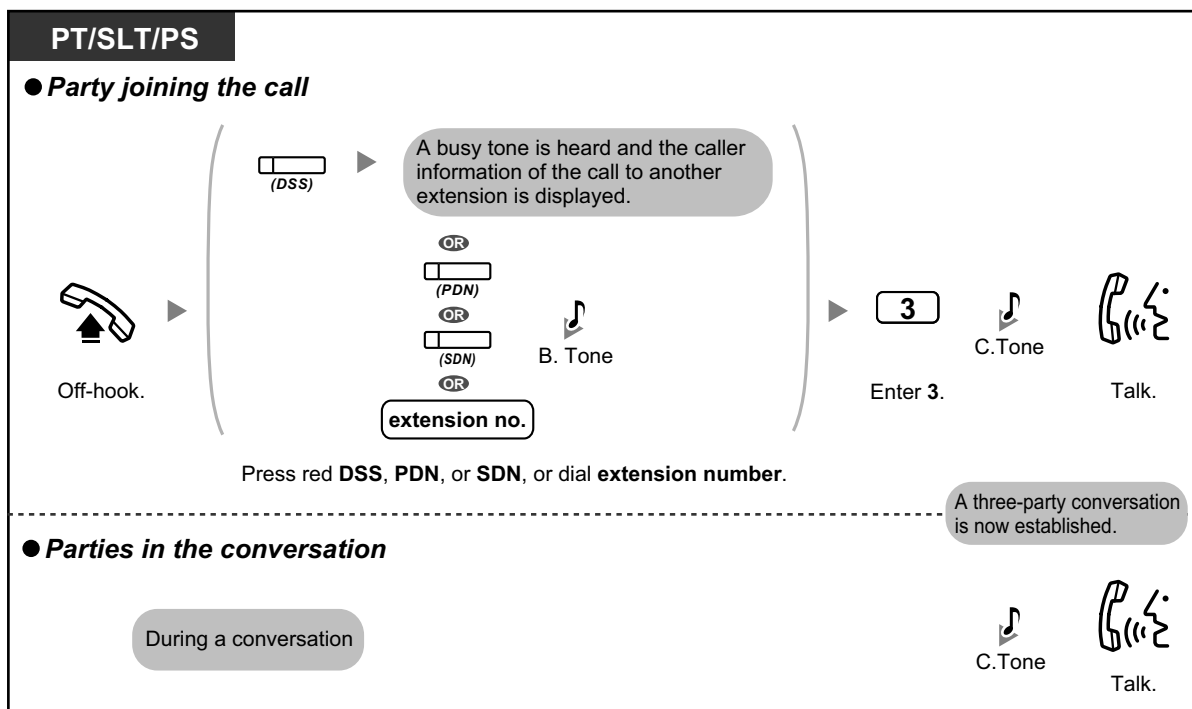 PT/SLT/PS
Party joining the call
A busy tone is heard and the caller
information of the call to another
extension is displayed.
(DSS)
OR
(PDN)
OR
(SDN)
B. Tone
OR
extension no.
Off-hook.
3
C.Tone
Enter 3.
Talk.
Press red DSS, PDN, or SDN, or dial extension number.
A three-party conversation
is now established.
Parties in the conversation
During a conversation
C.Tone
Talk.